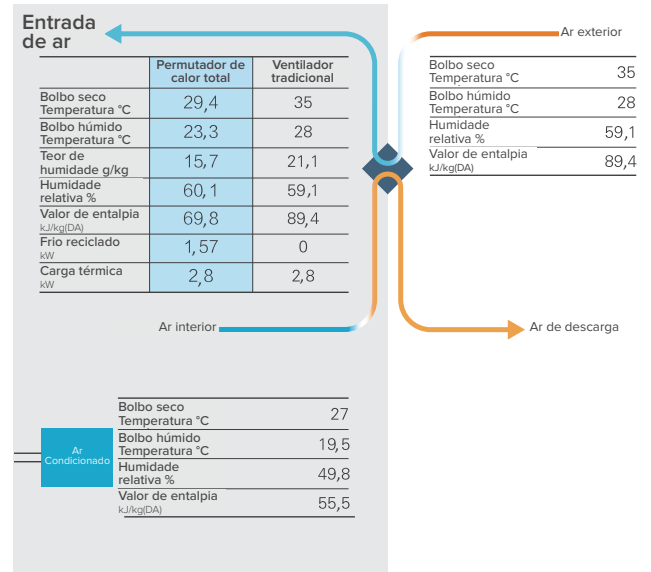 Entrada
de ar
Ar exterior
Permutador de
calor total
Ventilador
tradicional
Bolbo seco
Temperatura °C
29,4
35
Bolbo húmido
Temperatura °C
23,3
28
Teor de
humidade g/kg
15,7
21,1
Humidade
relativa %
60,1
59,1
Valor de entalpia
kJ/kg(DA)
69,8
89,4
Frio reciclado
kW
1,57
0
Carga térmica
kW
2,8
2,8
Bolbo seco
Temperatura °C
35
Bolbo húmido
Temperatura °C
28
Humidade
relativa %
59,1
Valor de entalpia
kJ/kg(DA)
89,4
Ar interior
Ar de descarga
Ar
Condicionado
Bolbo seco
Temperatura °C
27
Bolbo húmido
Temperatura °C
19,5
Humidade
relativa %
49,8
Valor de entalpia
kJ/kg(DA)
55,5